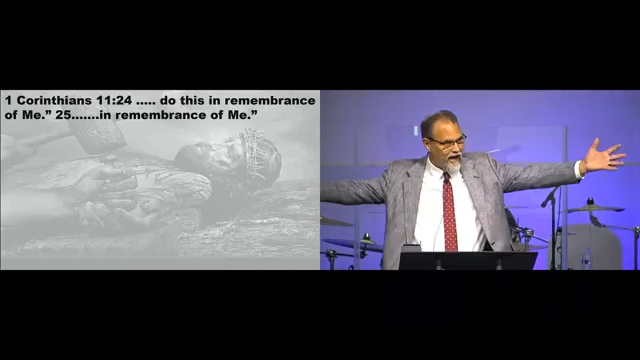 1 Corinthians 11:24 ..... do this in remembrance
of Me.” 25.......in remembrance of Me.”